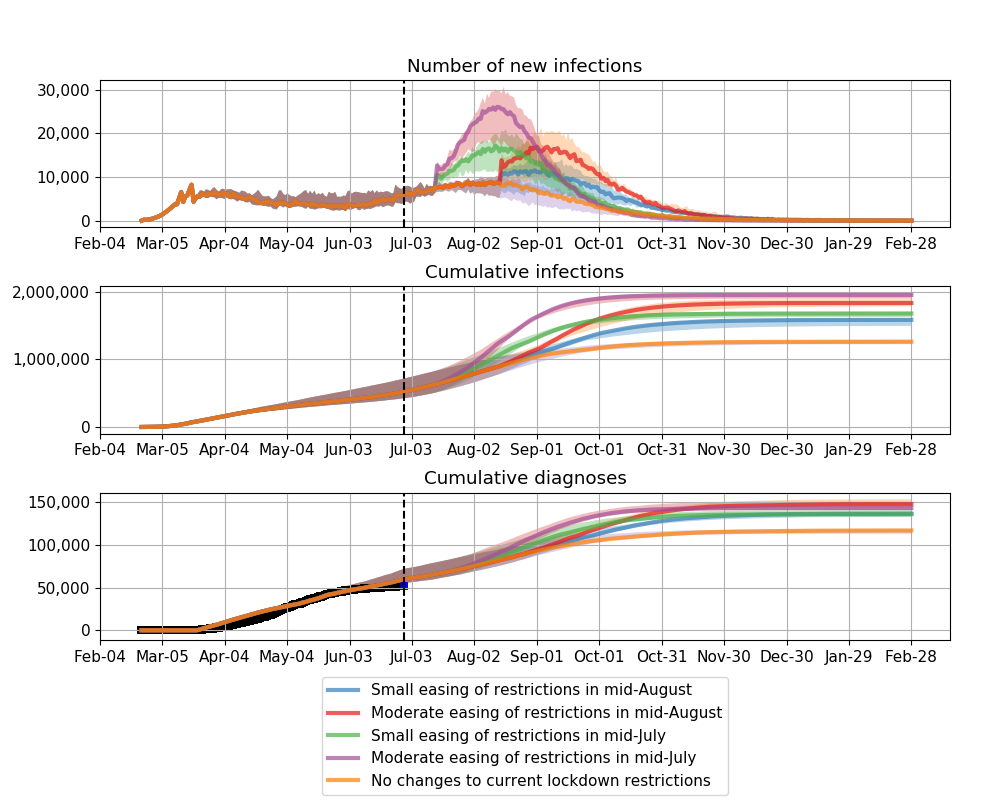 Number of new infections
30,000
20,000
10,000
0
Feb-04 Mar-05 Apr-04 May-04 Jun-03 Jul-03 Aug-02 Sep-01 Oct-01 Oct-31 Nov-30 Dec-30 Jan-29 Feb-28
Cumulative infections
2,000,000
1,000,000
0
Feb-04 Mar-05 Apr-04 May-04 Jun-03 Jul-03 Aug-02 Sep-01 Oct-01 Oct-31 Nov-30 Dec-30 Jan-29 Feb-28
Cumulative diagnoses
150,000
100,000
50,000
0
Feb-04 Mar-05 Apr-04 May-04 Jun-03 Jul-03 Aug-02 Sep-01 Oct-01 Oct-31 Nov-30 Dec-30 Jan-29 Feb-28
Small easing of restrictions in mid-August
Moderate easing of restrictions in mid-August
Small easing of restrictions in mid-July
Moderate easing of restrictions in mid-July
No changes to current lockdown restrictions